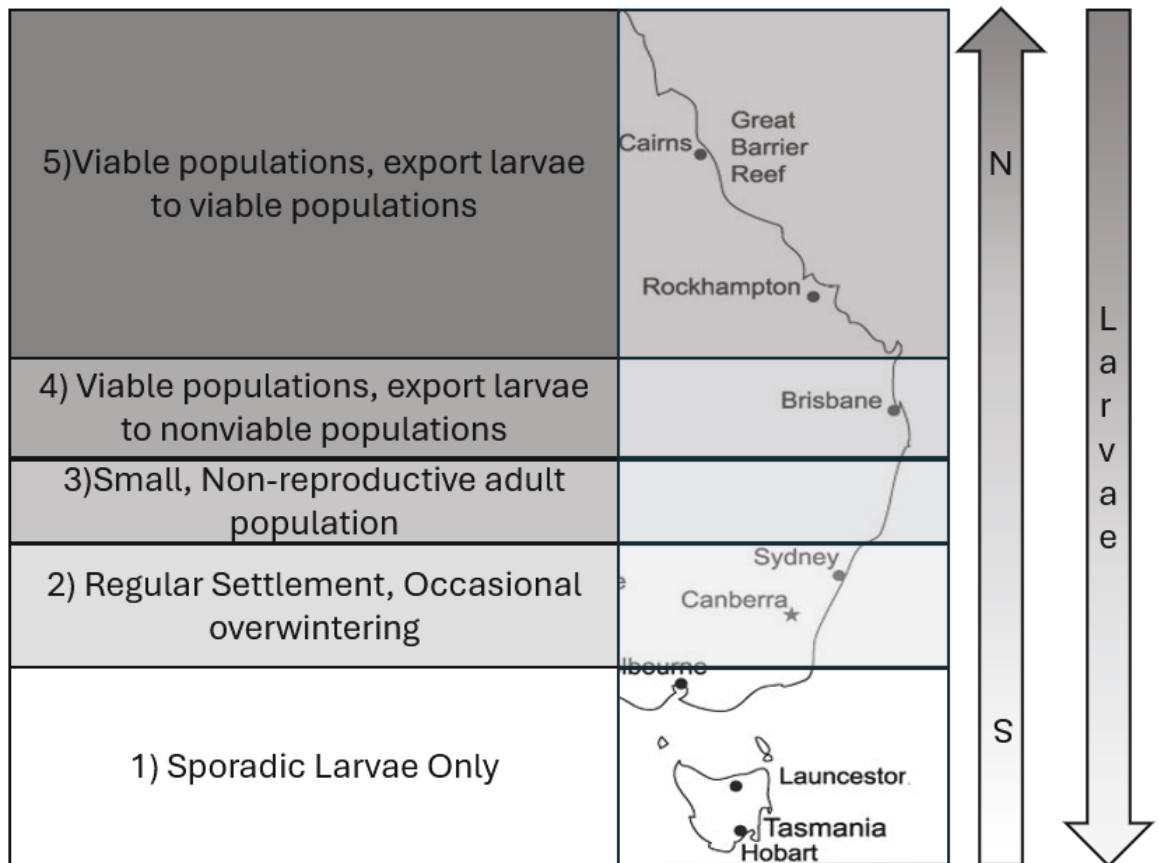 5)Viable populations, export larvae
to viable populations
4) Viable populations, export larvae
to nonviable populations
3)Small, Non-reproductive adult
population
2) Regular Settlement, Occasional
overwintering
1) Sporadic Larvae Only
Cairns
Great
Barrier
Reef
Rockhampton
Brisbane
Sydney
e
Canberra
lbourne
Launcestor
Tasmania
Hobart
N
S
L
a
r
v
a
e